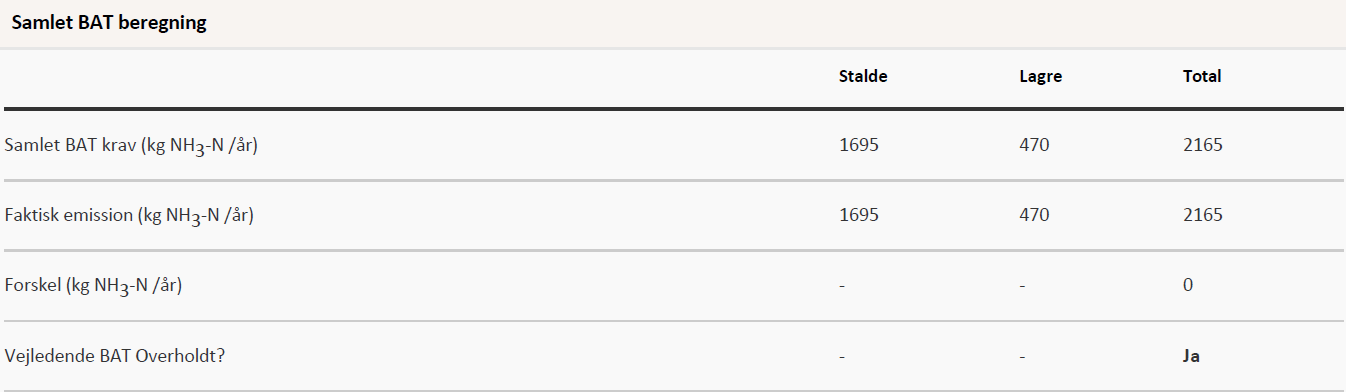 Samlet BAT beregning
Stalde Lagre Total
Samlet BAT krav (kg NH3-N /år) 1695 470 2165
Faktisk emission (kg NH3-N /år) 1695 470 2165
Forskel (kg NH3-N /år) - - 0
Vejledende BAT Overholdt? - - Ja